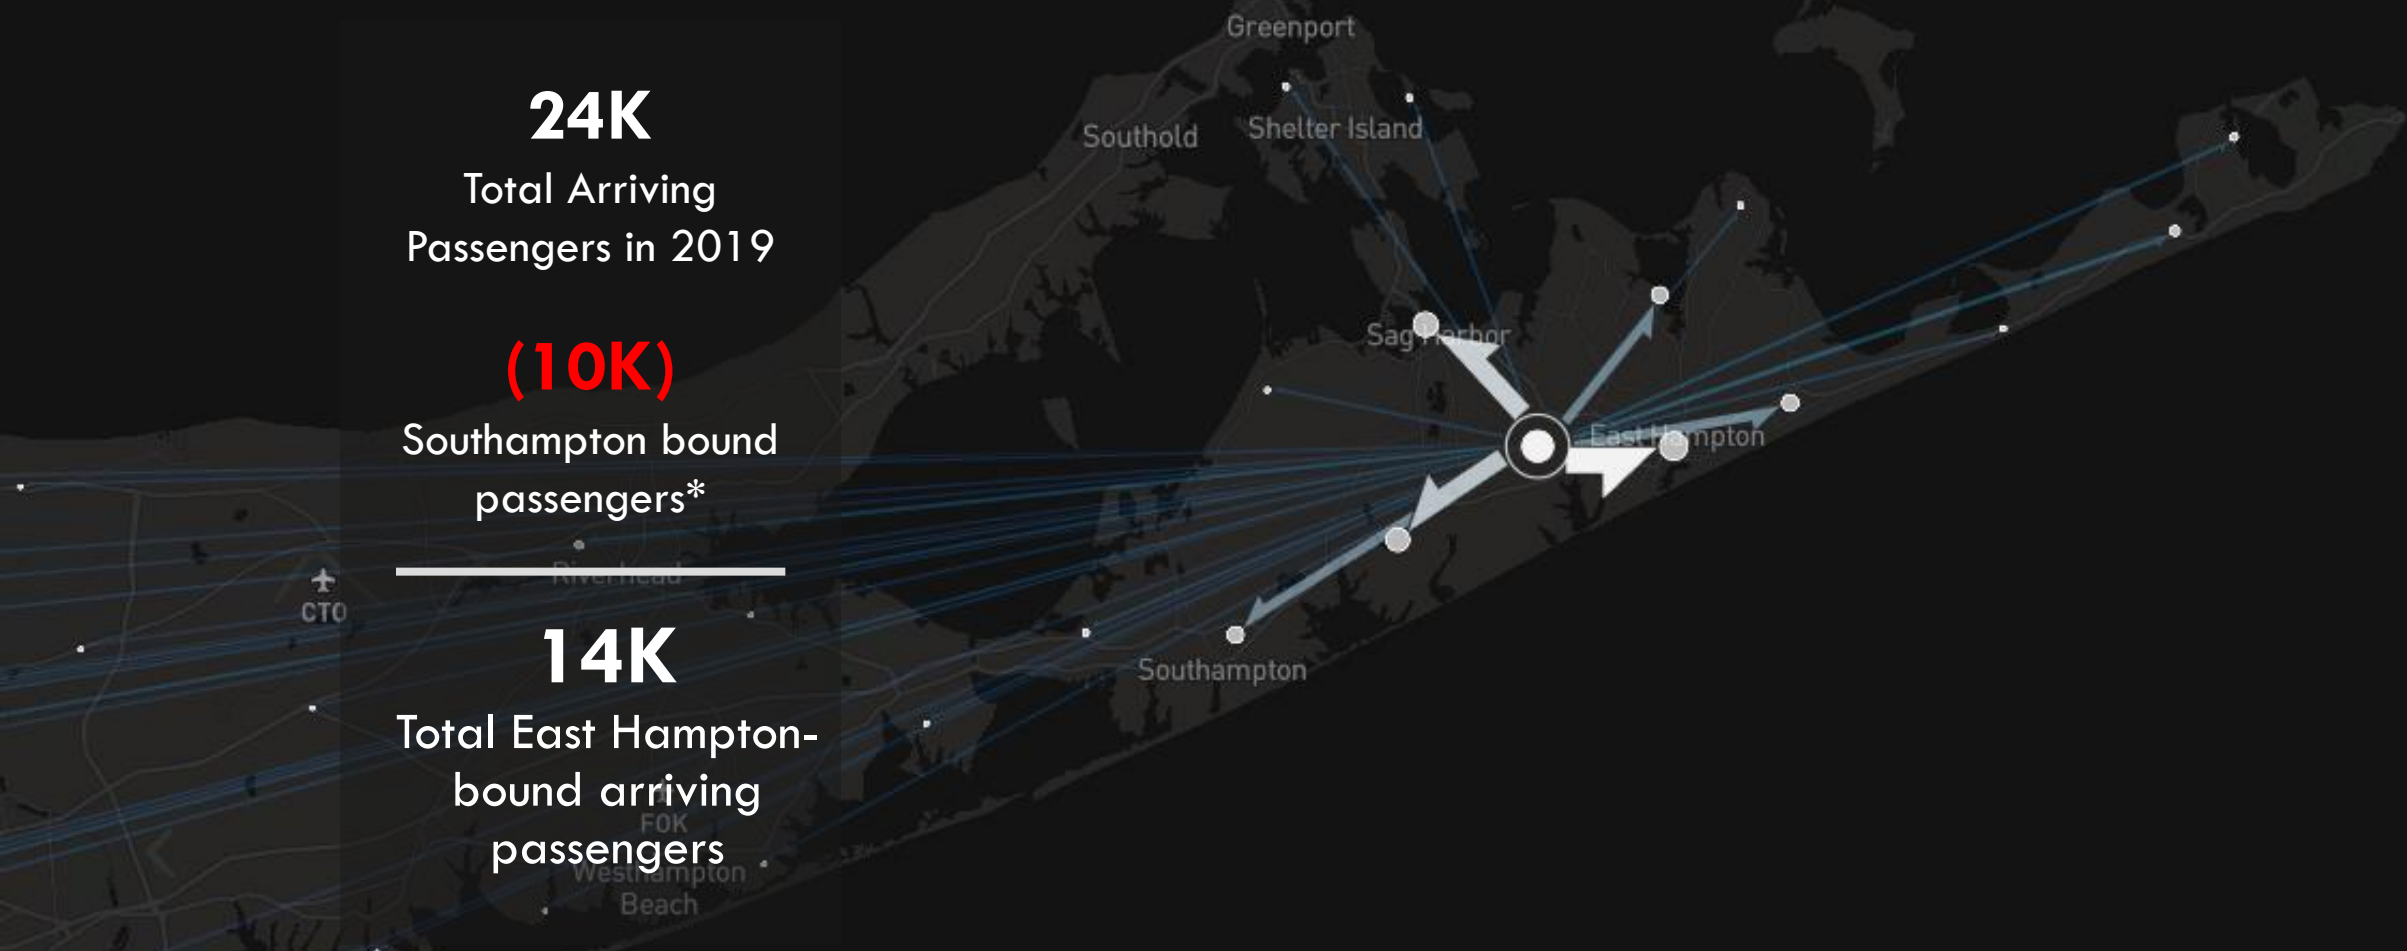 24K
Total Arriving
Passengers in 2019
(10K)
Southampton bound
passengers*
14K
Total East Hampton-
bound arriving
passengers
Greenport
Southold
Shelter Island
Sag Harbor
East Hampton
Southampton
Riverhead
CTO
FOK
Westhampton
Beach